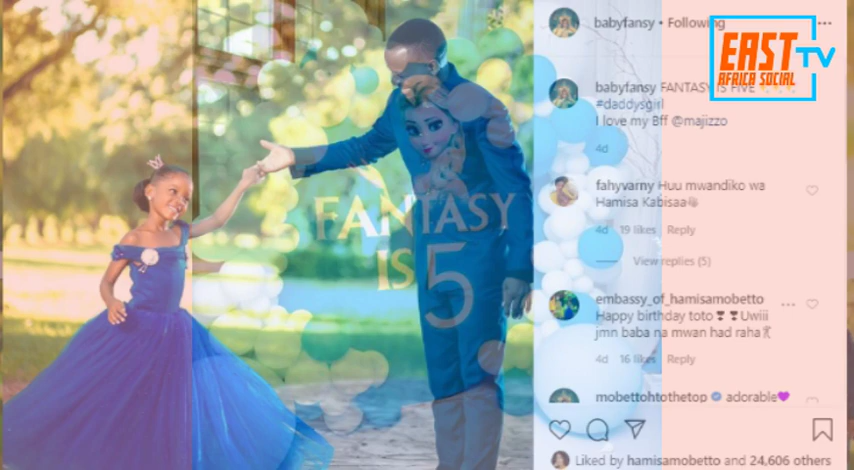 babyfansy • Following
EAST TV
AFRICA SOCIAL
babyfansy FANTASY IS FIVE
#daddysgirl
I love my Bff @majizzo
4d
fahyvarny Huu mwandiko wa
Hamisa Kabisaa
4d 19 likes Reply
View replies (5)
embassy_of_hamisamobetto
Happy birthday toto❣❣Uwiii
jmn baba na mwan had raha
4d 16 likes Reply
mobettohtothetop adorable💜
Liked by hamisamobetto and 24,606 others
FANTASY
IS 5